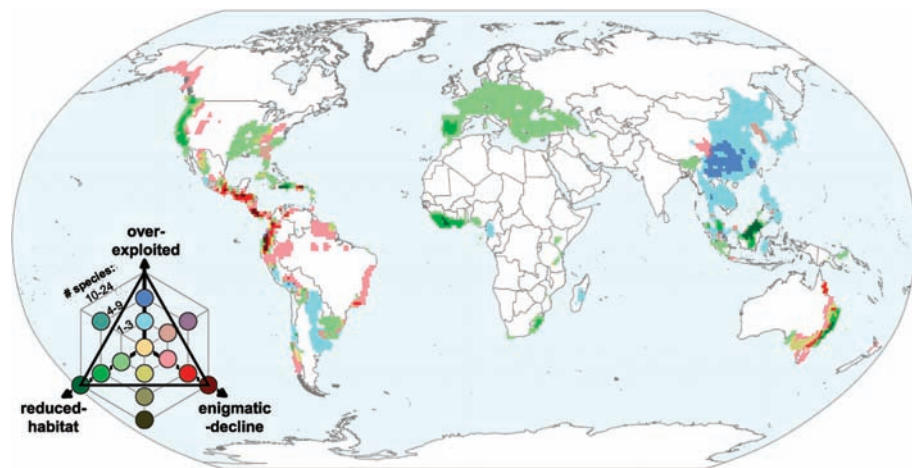 over-
exploited
# species:
10-24
4-9
1-3
reduced-
habitat
enigmatic
-decline